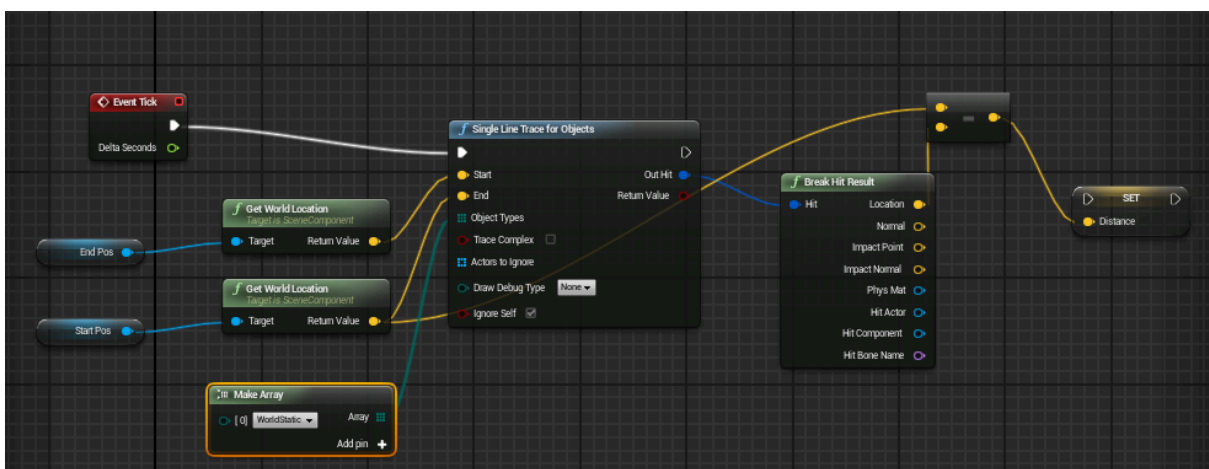 Event Tick
Delta Seconds
Get World Location
Target is SceneComponent
Target
Return Value
End Pos
Get World Location
Target is SceneComponent
Target
Return Value
Start Pos
Make Array
[0] WorldStatic
Array
Add pin +
Single Line Trace for Objects
Start
Out Hit
End
Return Value
Object Types
Trace Complex
Actors to Ignore
Draw Debug Type None
Ignore Self
Break Hit Result
Hit
Location
Normal
Impact Point
Impact Normal
Phys Mat
Hit Actor
Hit Component
Hit Bone Name
-
SET
Distance